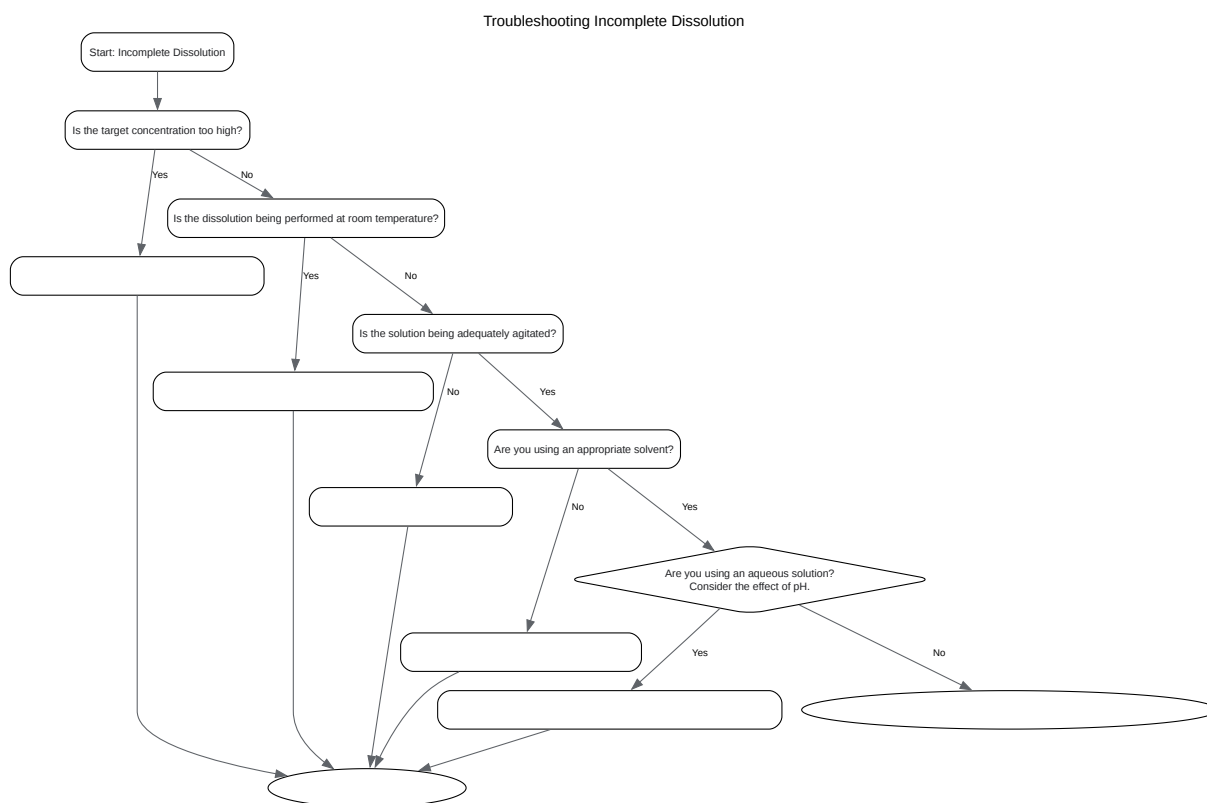 Troubleshooting Incomplete Dissolution
Start: Incomplete Dissolution
Is the target concentration too high?
Yes
No
Is the dissolution being performed at room temperature?
Yes
No
Is the solution being adequately agitated?
No
Yes
Are you using an appropriate solvent?
No
Yes
Are you using an aqueous solution?
Consider the effect of pH.
Yes
No